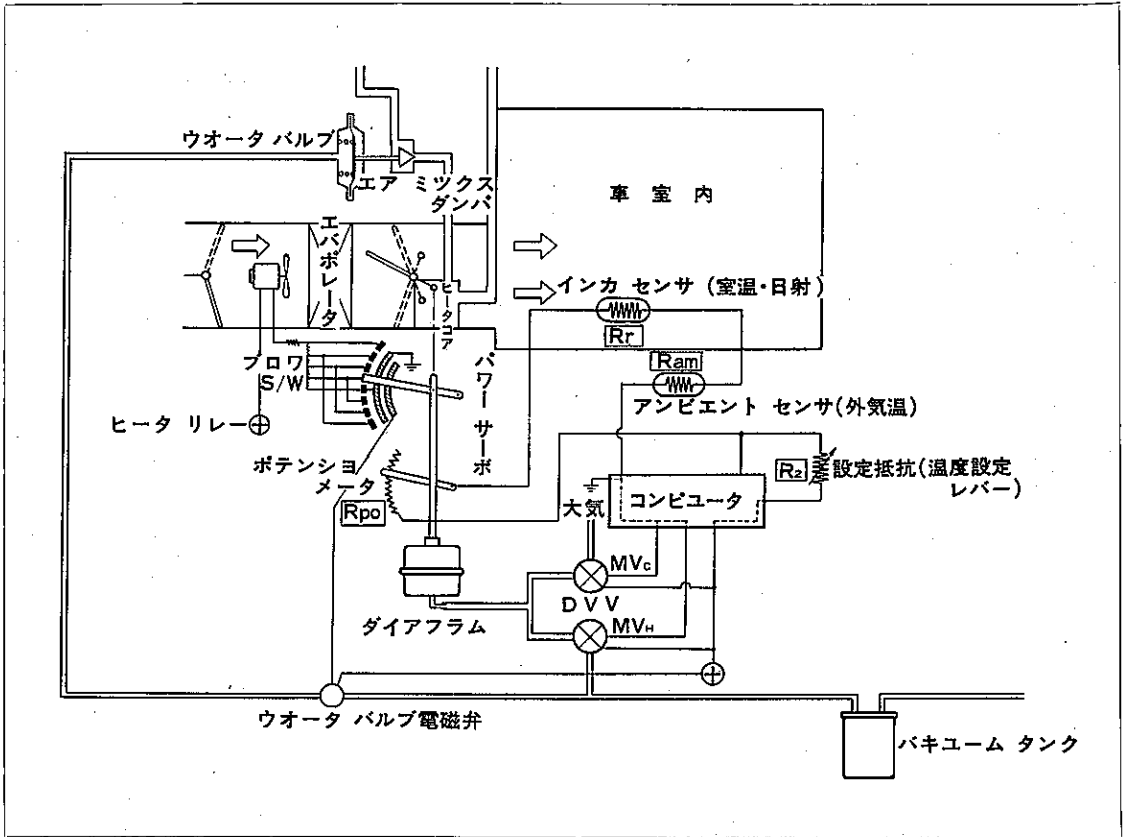 ウオータ バルブ
エア ミックス
ダンパ
車室内
エバポレータ
ヒータコア
インカ センサ (室温・日射)
Rr
Ram
アンビエント センサ(外気温)
ブロワ
S/W
パワー サーボ
ヒータ リレー
ポテンショ
メータ
Rpo
R₂
設定抵抗(温度設定
レバー)
大気
コンピュータ
MVc
DVV
MVH
ダイアフラム
ウオータ バルブ電磁弁
バキユーム タンク